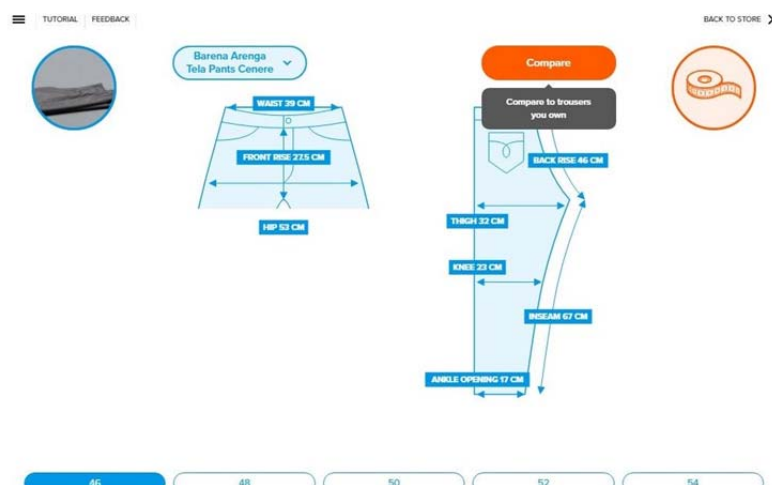 TUTORIAL FEEDBACK BACK TO STORE
Barena Arenga
Tela Pants Cenere
Compare
Compare to trousers
you own
WAIST 39 CM
FRONT RISE 27.5 CM
HIP 53 CM
BACK RISE 46 CM
THIGH 32 CM
KNEE 23 CM
INSEAM 67 CM
ANKLE OPENING 17 CM
46 48 50 52 54